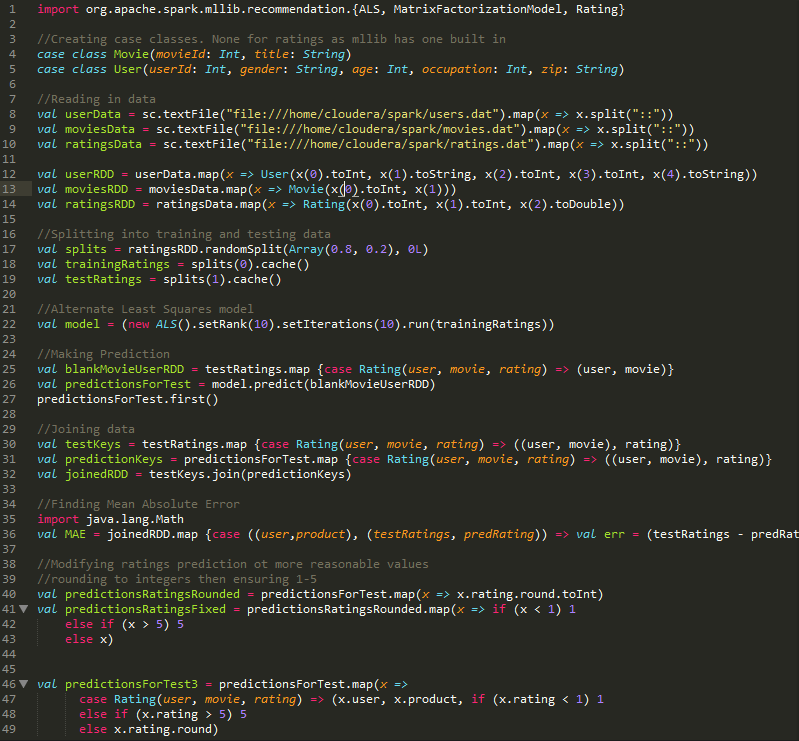 1 import org.apache.spark.mllib.recommendation.{ALS, MatrixFactorizationModel, Rating}
2
3 //Creating case classes. None for ratings as mllib has one built in
4 case class Movie(movieId: Int, title: String)
5 case class User(userId: Int, gender: String, age: Int, occupation: Int, zip: String)
6
7 //Reading in data
8 val userData = sc.textFile("file:///home/cloudera/spark/users.dat").map(x => x.split("::"))
9 val moviesData = sc.textFile("file:///home/cloudera/spark/movies.dat").map(x => x.split("::"))
10 val ratingsData = sc.textFile("file:///home/cloudera/spark/ratings.dat").map(x => x.split("::"))
11
12 val userRDD = userData.map(x => User(x(0).toInt, x(1).toString, x(2).toInt, x(3).toInt, x(4).toString))
13 val moviesRDD = moviesData.map(x => Movie(x(0).toInt, x(1)))
14 val ratingsRDD = ratingsData.map(x => Rating(x(0).toInt, x(1).toInt, x(2).toDouble))
15
16 //Splitting into training and testing data
17 val splits = ratingsRDD.randomSplit(Array(0.8, 0.2), 0L)
18 val trainingRatings = splits(0).cache()
19 val testRatings = splits(1).cache()
20
21 //Alternate Least Squares model
22 val model = (new ALS().setRank(10).setIterations(10).run(trainingRatings))
23
24 //Making Prediction
25 val blankMovieUserRDD = testRatings.map {case Rating(user, movie, rating) => (user, movie)}
26 val predictionsForTest = model.predict(blankMovieUserRDD)
27 predictionsForTest.first()
28
29 //Joining data
30 val testKeys = testRatings.map {case Rating(user, movie, rating) => ((user, movie), rating)}
31 val predictionKeys = predictionsForTest.map {case Rating(user, movie, rating) => ((user, movie), rating)}
32 val joinedRDD = testKeys.join(predictionKeys)
33
34 //Finding Mean Absolute Error
35 import java.lang.Math
36 val MAE = joinedRDD.map {case ((user,product), (testRatings, predRating)) => val err = (testRatings - predRat
37
38 //Modifying ratings prediction ot more reasonable values
39 //rounding to integers then ensuring 1-5
40 val predictionsRatingsRounded = predictionsForTest.map(x => x.rating.round.toInt)
41 val predictionsRatingsFixed = predictionsRatingsRounded.map(x => if (x < 1) 1
42 else if (x > 5) 5
43 else x)
44
45
46 val predictionsForTest3 = predictionsForTest.map(x =>
47 case Rating(user, movie, rating) => (x.user, x.product, if (x.rating < 1) 1
48 else if (x.rating > 5) 5
49 else x.rating.round)